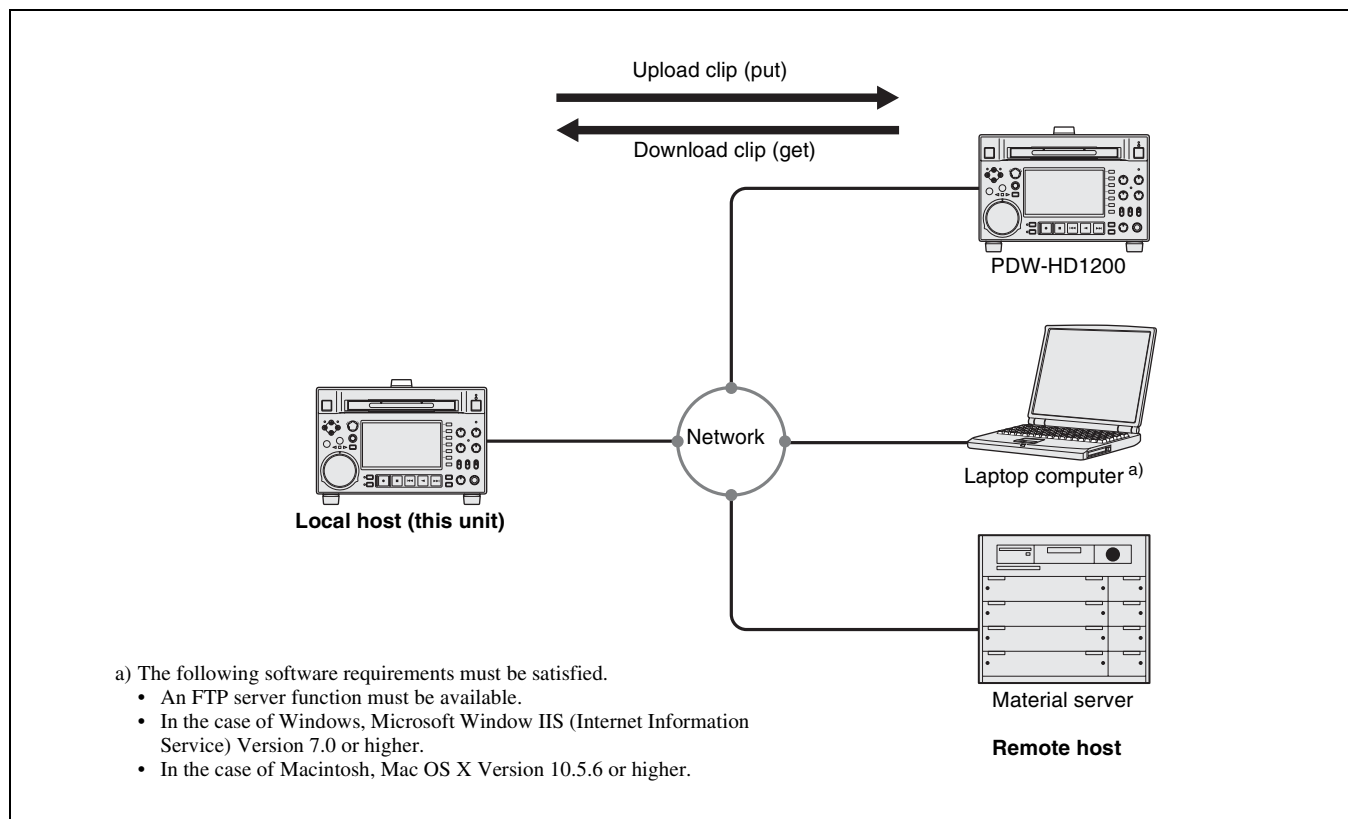 Upload clip (put)
Download clip (get)
PDW-HD1200
Network
Laptop computer a)
Local host (this unit)
Material server
Remote host
a) The following software requirements must be satisfied.
• An FTP server function must be available.
• In the case of Windows, Microsoft Window IIS (Internet Information
Service) Version 7.0 or higher.
• In the case of Macintosh, Mac OS X Version 10.5.6 or higher.